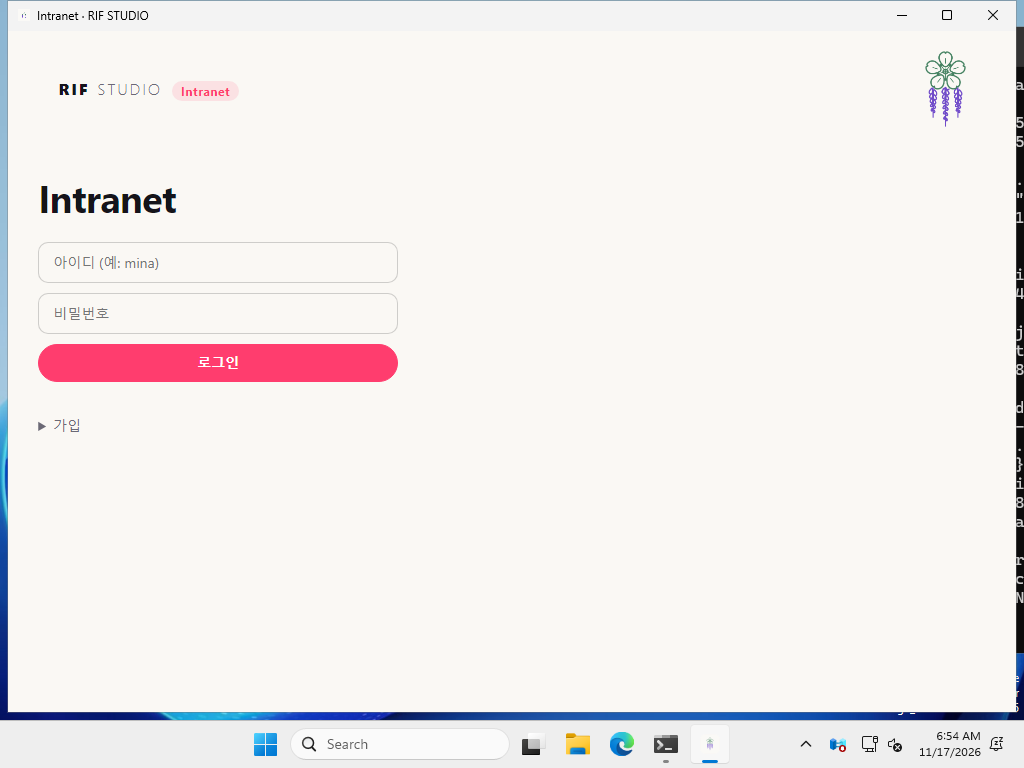 Intranet · RIF STUDIO
RIF STUDIO Intranet
Intranet
아이디 (예: mina)
비밀번호
로그인
▶ 가입
Search
6:54 AM
11/17/2026